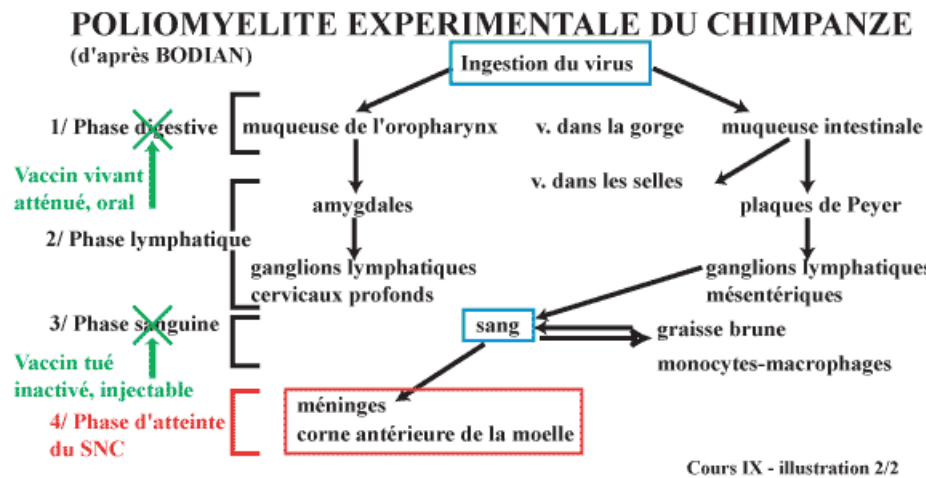 POLIOMYELITE EXPERIMENTALE DU CHIMPANZE
(d'après BODIAN)
Ingestion du virus
1/ Phase digestive
muqueuse de l'oropharynx
v. dans la gorge
muqueuse intestinale
Vaccin vivant
atténué, oral
v. dans les selles
amygdales
plaques de Peyer
2/ Phase lymphatique
ganglions lymphatiques
cervicaux profonds
ganglions lymphatiques
mésentériques
3/ Phase sanguine
sang
graisse brune
monocytes-macrophages
Vaccin tué
inactivé, injectable
4/ Phase d'atteinte
du SNC
méninges
corne antérieure de la moelle
Cours IX - illustration 2/2